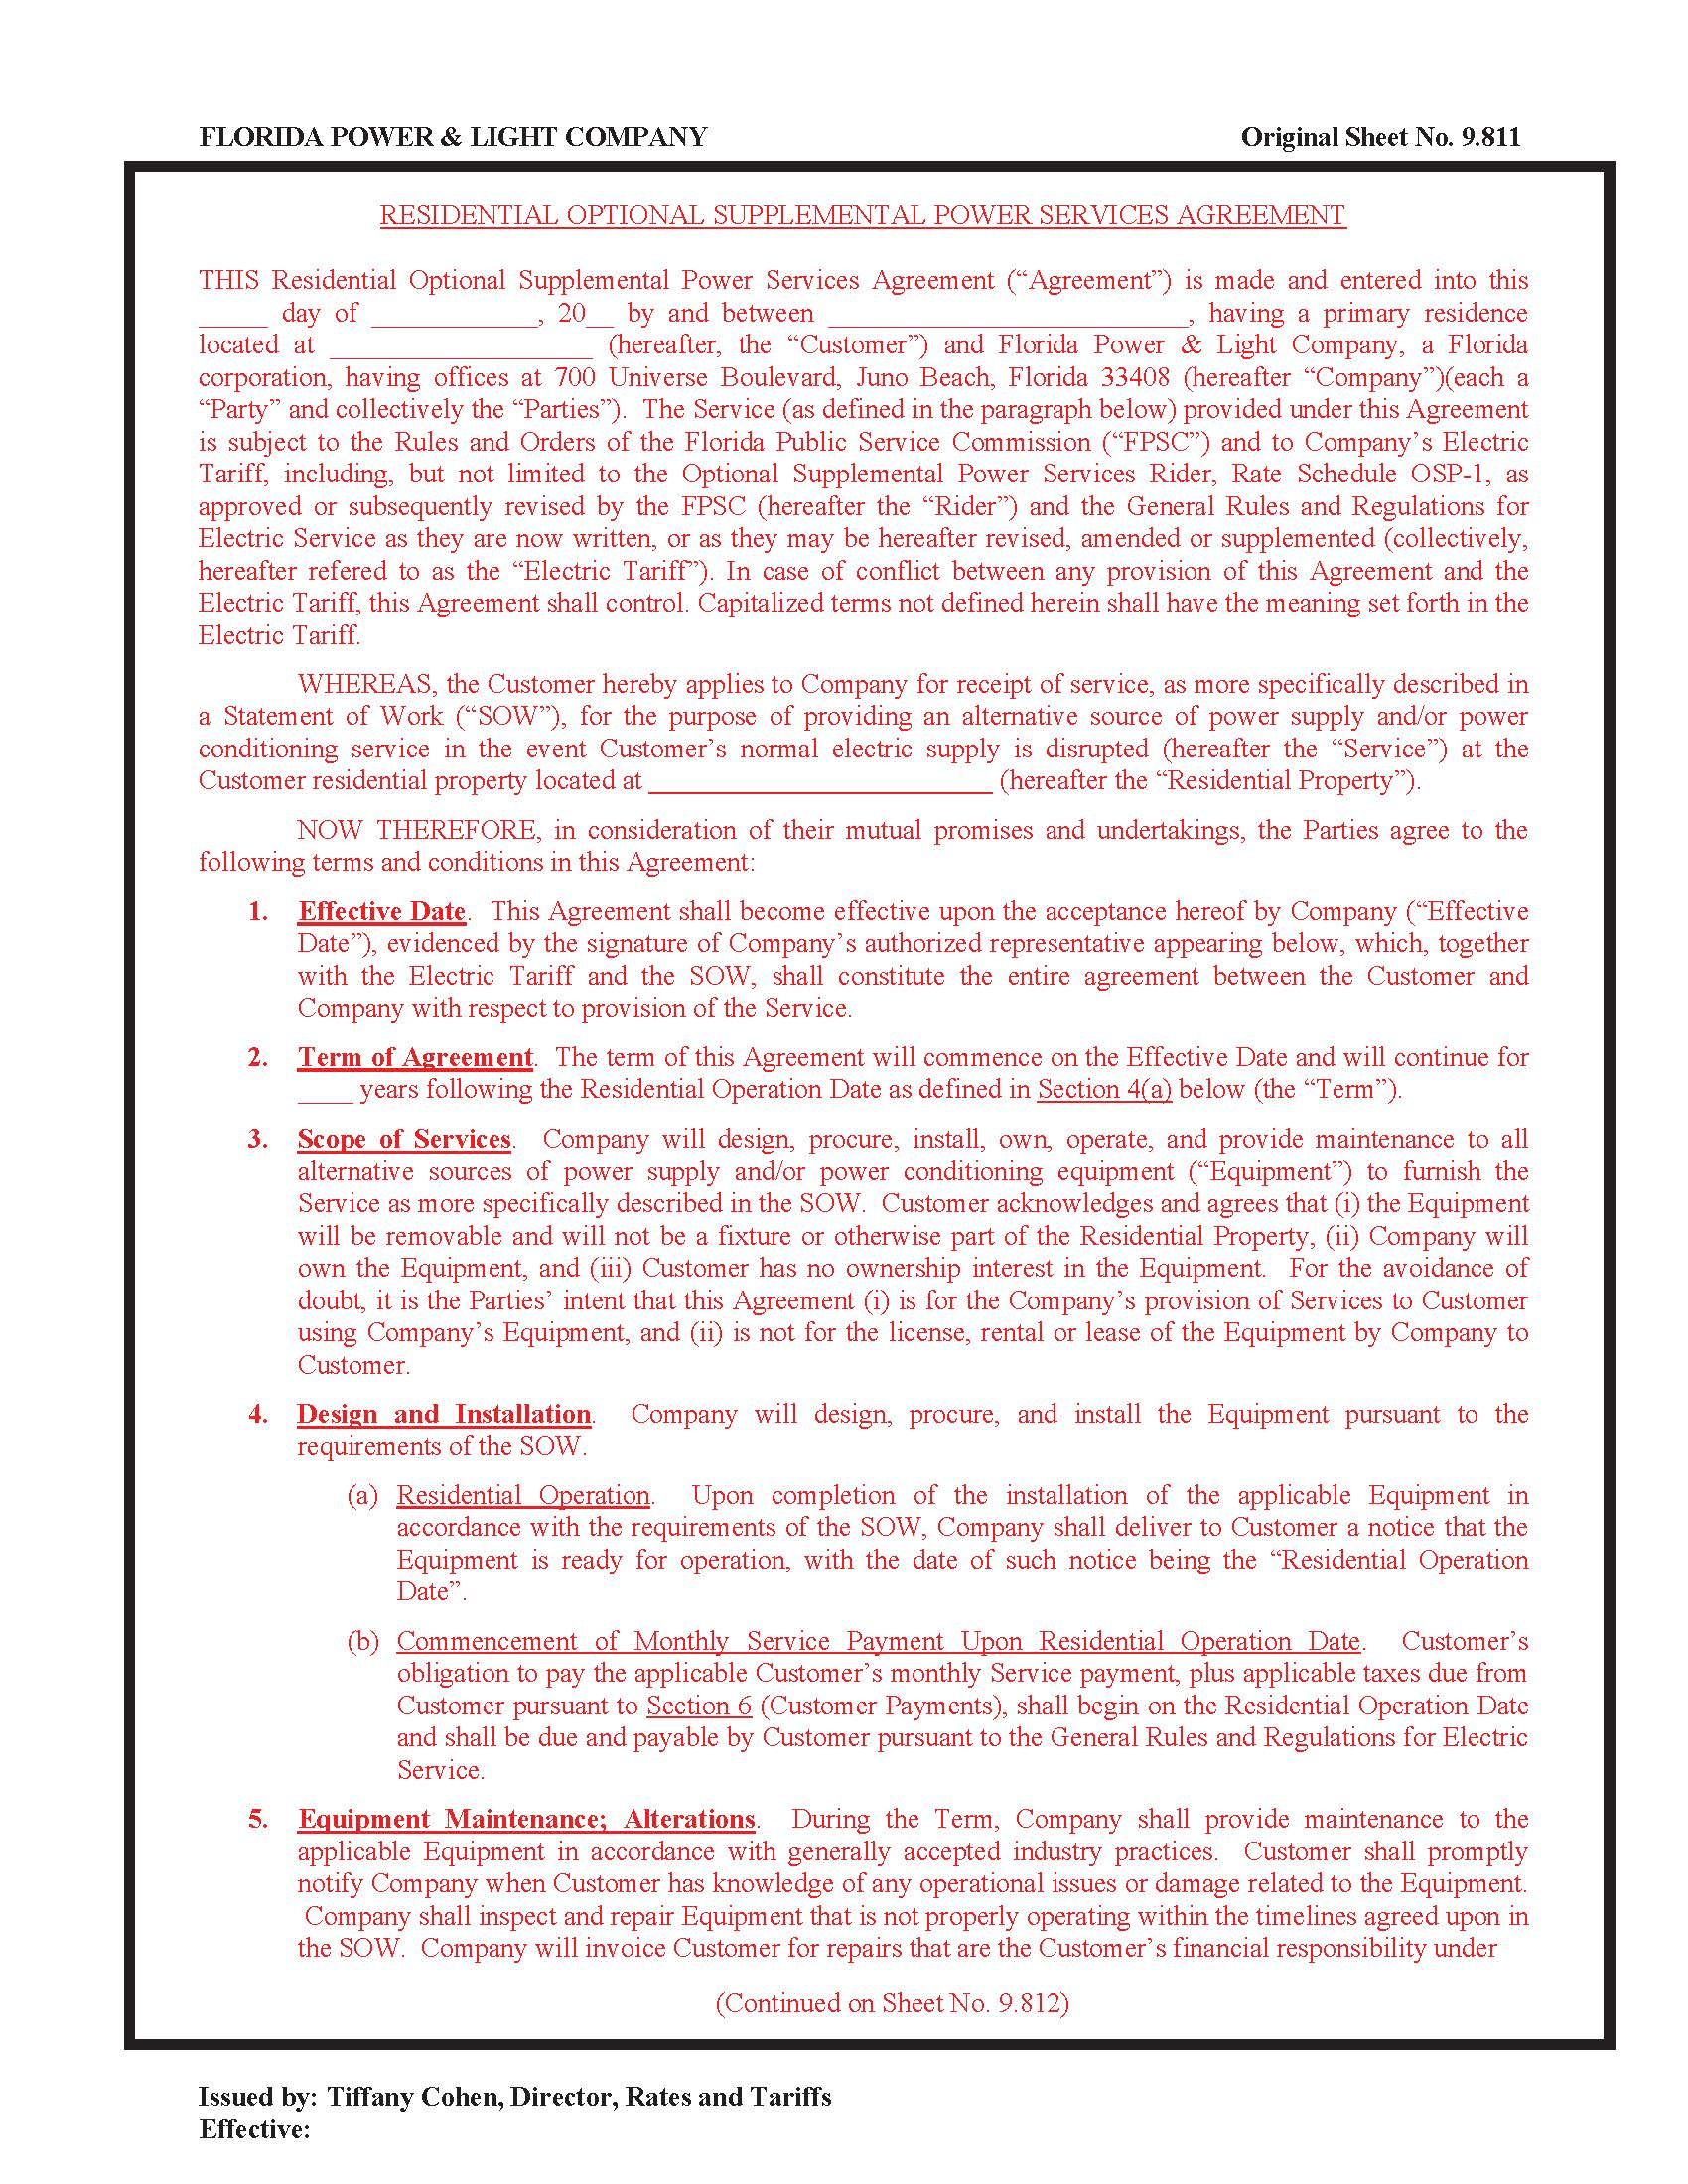 FLORIDA POWER & LIGHT COMPANY Original Sheet No. 9.811
RESIDENTIAL OPTIONAL SUPPLEMENTAL POWER SERVICES AGREEMENT
THIS Residential Optional Supplemental Power Services Agreement (“Agreement”) is made and entered into this
_____ day of ____________, 20__ by and between __________________________, having a primary residence
located at ___________________ (hereafter, the “Customer”) and Florida Power & Light Company, a Florida
corporation, having offices at 700 Universe Boulevard, Juno Beach, Florida 33408 (hereafter “Company”)(each a
“Party” and collectively the “Parties”). The Service (as defined in the paragraph below) provided under this Agreement
is subject to the Rules and Orders of the Florida Public Service Commission (“FPSC”) and to Company’s Electric
Tariff, including, but not limited to the Optional Supplemental Power Services Rider, Rate Schedule OSP-1, as
approved or subsequently revised by the FPSC (hereafter the “Rider”) and the General Rules and Regulations for
Electric Service as they are now written, or as they may be hereafter revised, amended or supplemented (collectively,
hereafter refered to as the “Electric Tariff”). In case of conflict between any provision of this Agreement and the
Electric Tariff, this Agreement shall control. Capitalized terms not defined herein shall have the meaning set forth in the
Electric Tariff.
WHEREAS, the Customer hereby applies to Company for receipt of service, as more specifically described in
a Statement of Work (“SOW”), for the purpose of providing an alternative source of power supply and/or power
conditioning service in the event Customer’s normal electric supply is disrupted (hereafter the “Service”) at the
Customer residential property located at _________________________ (hereafter the “Residential Property”).
NOW THEREFORE, in consideration of their mutual promises and undertakings, the Parties agree to the
following terms and conditions in this Agreement:
1. Effective Date. This Agreement shall become effective upon the acceptance hereof by Company (“Effective
Date”), evidenced by the signature of Company’s authorized representative appearing below, which, together
with the Electric Tariff and the SOW, shall constitute the entire agreement between the Customer and
Company with respect to provision of the Service.
2. Term of Agreement. The term of this Agreement will commence on the Effective Date and will continue for
____ years following the Residential Operation Date as defined in Section 4(a) below (the “Term”).
3. Scope of Services. Company will design, procure, install, own, operate, and provide maintenance to all
alternative sources of power supply and/or power conditioning equipment (“Equipment”) to furnish the
Service as more specifically described in the SOW. Customer acknowledges and agrees that (i) the Equipment
will be removable and will not be a fixture or otherwise part of the Residential Property, (ii) Company will
own the Equipment, and (iii) Customer has no ownership interest in the Equipment. For the avoidance of
doubt, it is the Parties’ intent that this Agreement (i) is for the Company’s provision of Services to Customer
using Company’s Equipment, and (ii) is not for the license, rental or lease of the Equipment by Company to
Customer.
4. Design and Installation. Company will design, procure, and install the Equipment pursuant to the
requirements of the SOW.
(a) Residential Operation. Upon completion of the installation of the applicable Equipment in
accordance with the requirements of the SOW, Company shall deliver to Customer a notice that the
Equipment is ready for operation, with the date of such notice being the “Residential Operation
Date”.
(b) Commencement of Monthly Service Payment Upon Residential Operation Date. Customer’s
obligation to pay the applicable Customer’s monthly Service payment, plus applicable taxes due from
Customer pursuant to Section 6 (Customer Payments), shall begin on the Residential Operation Date
and shall be due and payable by Customer pursuant to the General Rules and Regulations for Electric
Service.
5. Equipment Maintenance; Alterations. During the Term, Company shall provide maintenance to the
applicable Equipment in accordance with generally accepted industry practices. Customer shall promptly
notify Company when Customer has knowledge of any operational issues or damage related to the Equipment.
Company shall inspect and repair Equipment that is not properly operating within the timelines agreed upon in
the SOW. Company will invoice Customer for repairs that are the Customer’s financial responsibility under
(Continued on Sheet No. 9.812)
Issued by: Tiffany Cohen, Director, Rates and Tariffs
Effective: